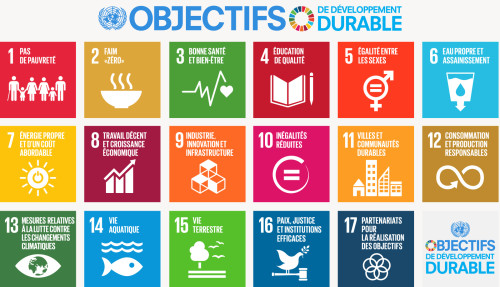 OBJECTIFS DE DÉVELOPPEMENT
DURABLE
1 PAS
DE PAUVRETÉ
2 FAIM
«ZÉRO»
3 BONNE SANTÉ
ET BIEN-ÊTRE
4 ÉDUCATION
DE QUALITÉ
5 ÉGALITÉ ENTRE
LES SEXES
6 EAU PROPRE ET
ASSAINISSEMENT
7 ÉNERGIE PROPRE
ET D'UN COÛT
ABORDABLE
8 TRAVAIL DÉCENT
ET CROISSANCE
ÉCONOMIQUE
9 INDUSTRIE,
INNOVATION ET
INFRASTRUCTURE
10 INÉGALITÉS
RÉDUITES
11 VILLES ET
COMMUNAUTÉS
DURABLES
12 CONSOMMATION
ET PRODUCTION
RESPONSABLES
13 MESURES RELATIVES
À LA LUTTE CONTRE
LES CHANGEMENTS
CLIMATIQUES
14 VIE
AQUATIQUE
15 VIE
TERRESTRE
16 PAIX, JUSTICE
ET INSTITUTIONS
EFFICACES
17 PARTENARIATS
POUR
LA RÉALISATION
DES OBJECTIFS
OBJECTIFS
DE DÉVELOPPEMENT
DURABLE